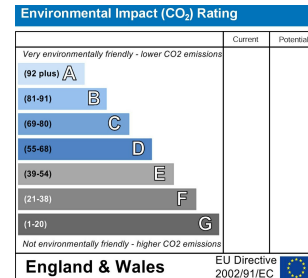 Environmental Impact (CO₂) Rating
Current Potential
Very environmentally friendly - lower CO2 emissions
(92 plus) A
(81-91) B
(69-80) C
(55-68) D
(39-54) E
(21-38) F
(1-20) G
Not environmentally friendly - higher CO2 emissions
England & Wales
EU Directive
2002/91/EC